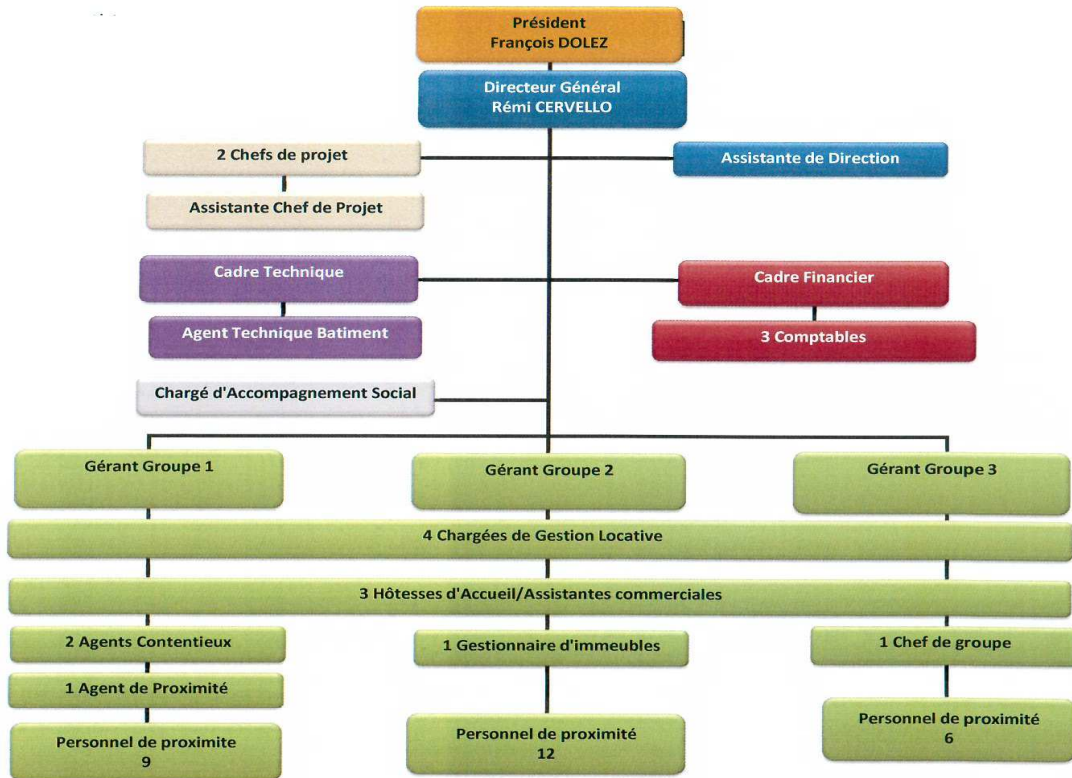 Président
François DOLEZ
Directeur Général
Rémi CERVELLO
2 Chefs de projet
Assistante de Direction
Assistante Chef de Projet
Cadre Technique
Cadre Financier
Agent Technique Batiment
3 Comptables
Chargé d'Accompagnement Social
Gérant Groupe 1
Gérant Groupe 2
Gérant Groupe 3
4 Chargées de Gestion Locative
3 Hôtesses d'Accueil/Assistantes commerciales
2 Agents Contentieux
1 Gestionnaire d'immeubles
1 Chef de groupe
1 Agent de Proximité
Personnel de proximite
9
Personnel de proximité
12
Personnel de proximité
6